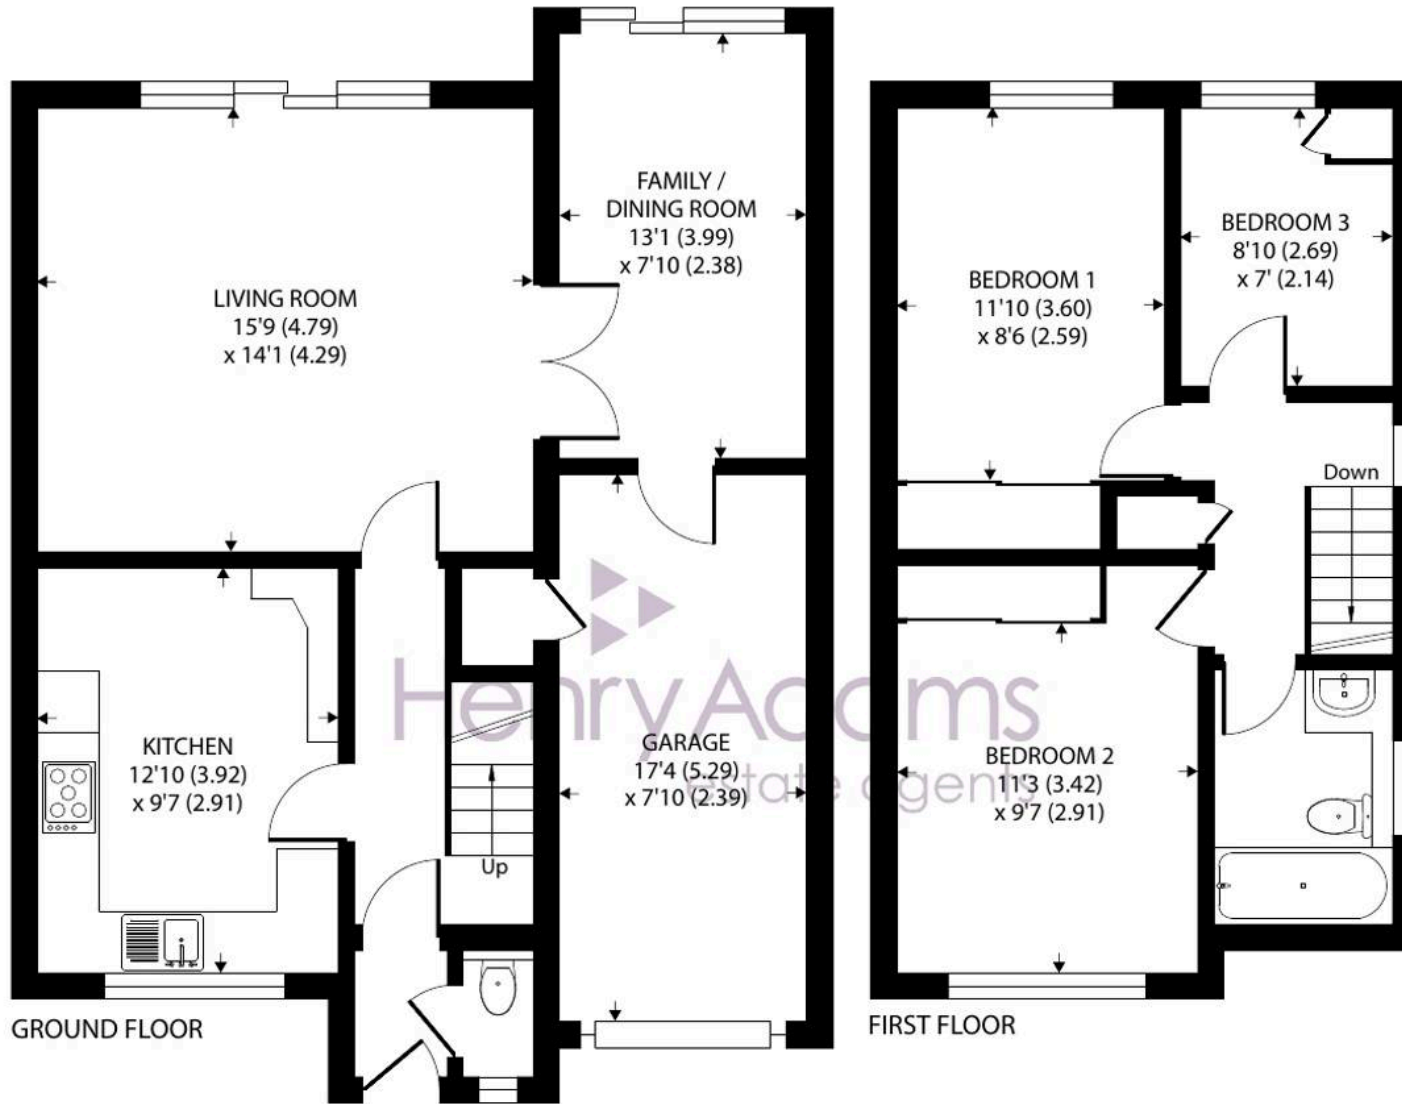 FAMILY /
DINING ROOM
13'1 (3.99)
x 7'10 (2.38)
LIVING ROOM
15'9 (4.79)
x 14'1 (4.29)
KITCHEN
12'10 (3.92)
x 9'7 (2.91)
Up
GARAGE
17'4 (5.29)
x 7'10 (2.39)
GROUND FLOOR
BEDROOM 1
11'10 (3.60)
x 8'6 (2.59)
BEDROOM 3
8'10 (2.69)
x 7' (2.14)
Down
BEDROOM 2
11'3 (3.42)
x 9'7 (2.91)
FIRST FLOOR
Henry Adams
estate agents